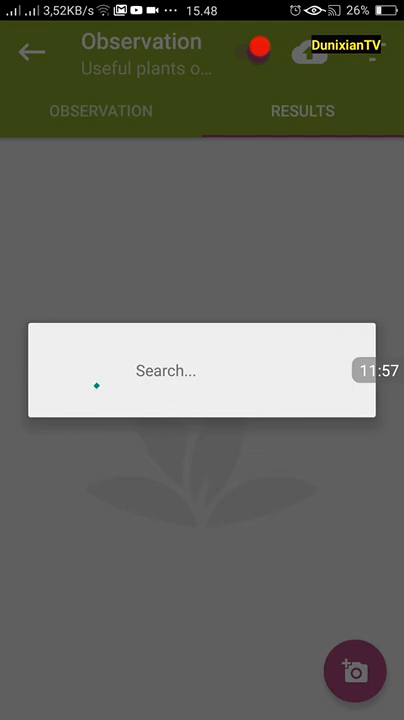 3,52KB/s ... 15.48 26%
Observation
DunixianTV
Useful plants o...
OBSERVATION RESULTS
Search...
11:57